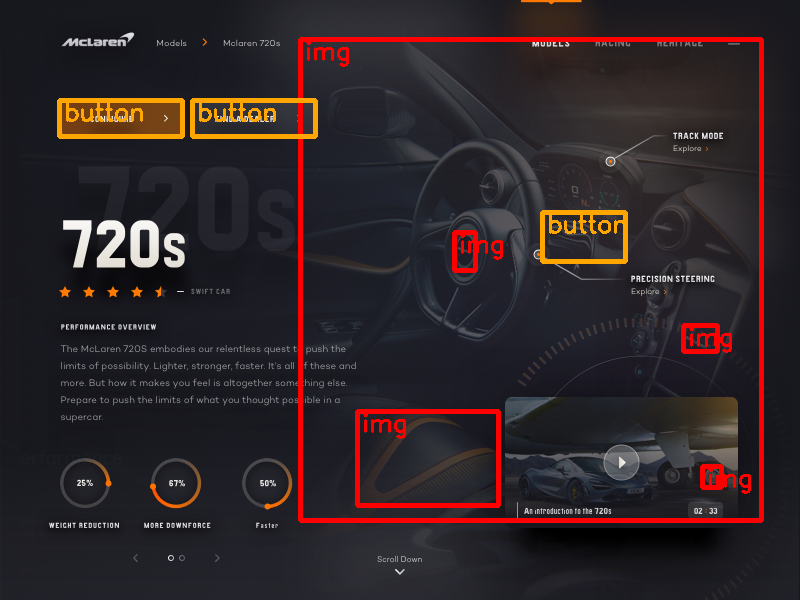 McLaren
Models
Mclaren 720s
img
MODELS
RACING
HERITAGE
button
button
TRACK MODE
Explore
720s
720s
button
img
SWIFT CAR
PRECISION STEERING
Explore
PERFORMANCE OVERVIEW
img
The McLaren 720S embodies our relentless quest to push the
limits of possibility. Lighter, stronger, faster. It's all of these and
more. But how it makes you feel is altogether something else.
Prepare to push the limits of what you thought possible in a
supercar.
img
img
25%
67%
50%
An introduction to the 720s
02 : 33
WEIGHT REDUCTION
MORE DOWNFORCE
Faster
Scroll Down